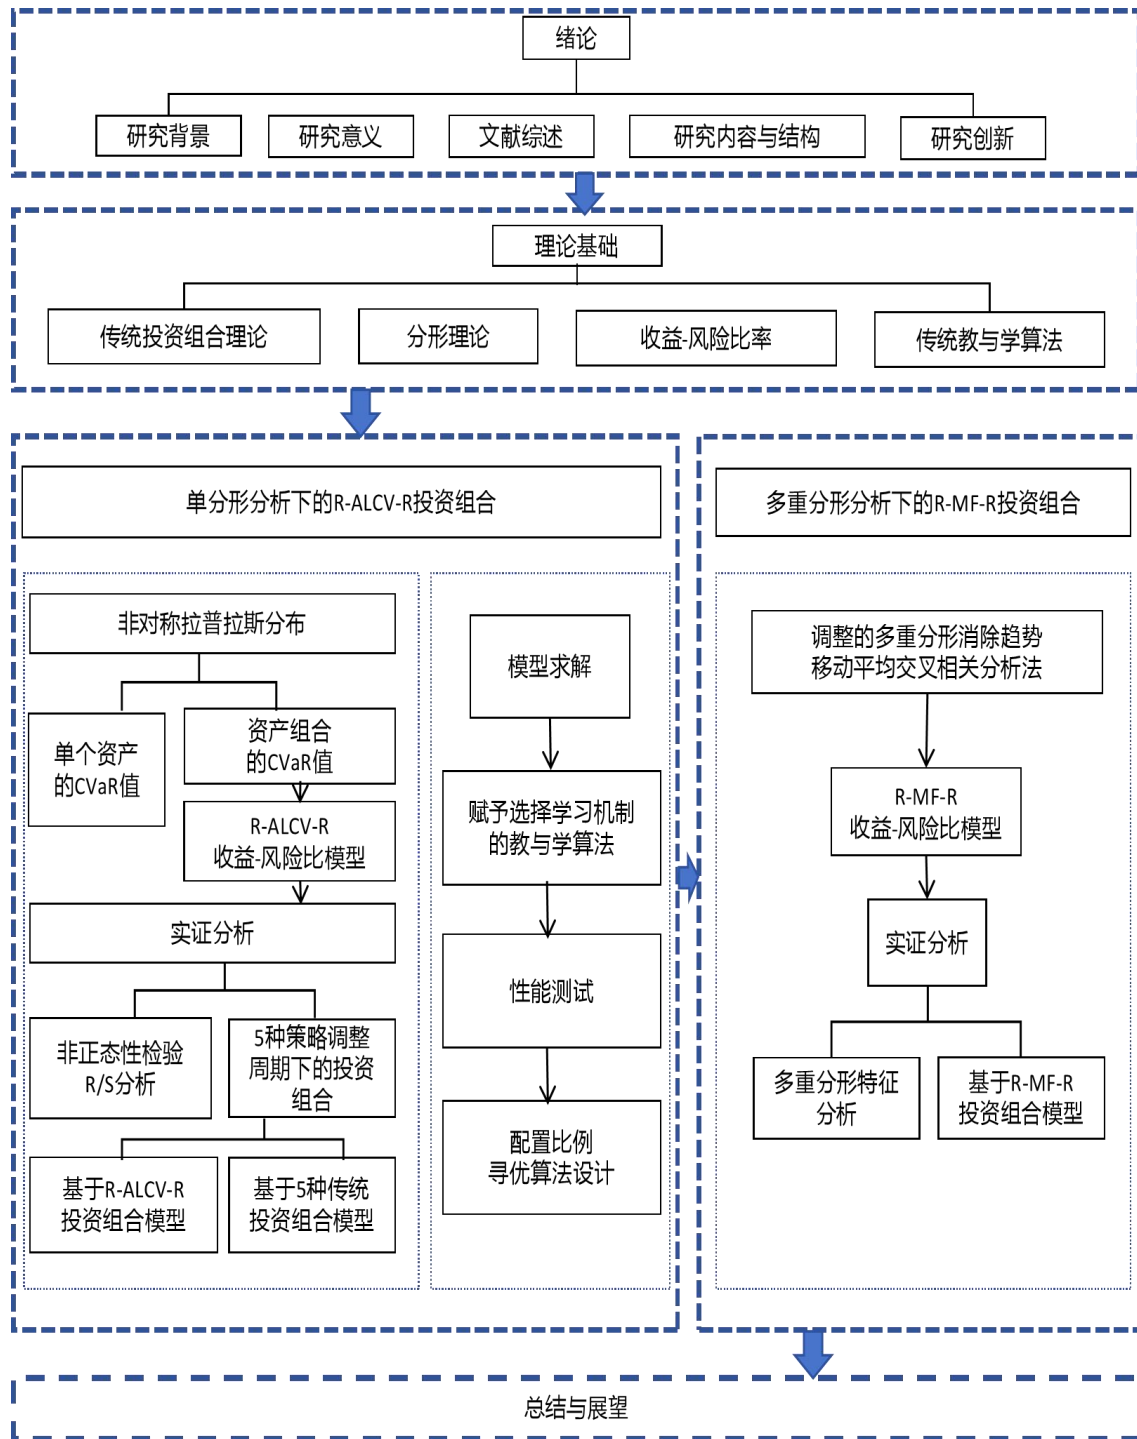 绪论
研究背景
研究意义
文献综述
研究内容与结构
研究创新
理论基础
传统投资组合理论
分形理论
收益-风险比率
传统教与学算法
单分形分析下的R-ALCV-R投资组合
非对称拉普拉斯分布
单个资产
的CVaR值
资产组合
的CVaR值
R-ALCV-R
收益-风险比模型
实证分析
非正态性检验
R/S分析
5种策略调整
周期下的投资
组合
基于R-ALCV-R
投资组合模型
基于5种传统
投资组合模型
模型求解
赋予选择学习机制
的教与学算法
性能测试
配置比例
寻优算法设计
多重分形分析下的R-MF-R投资组合
调整的多重分形消除趋势
移动平均交叉相关分析法
R-MF-R
收益-风险比模型
实证分析
多重分形特征
分析
基于R-MF-R
投资组合模型
总结与展望